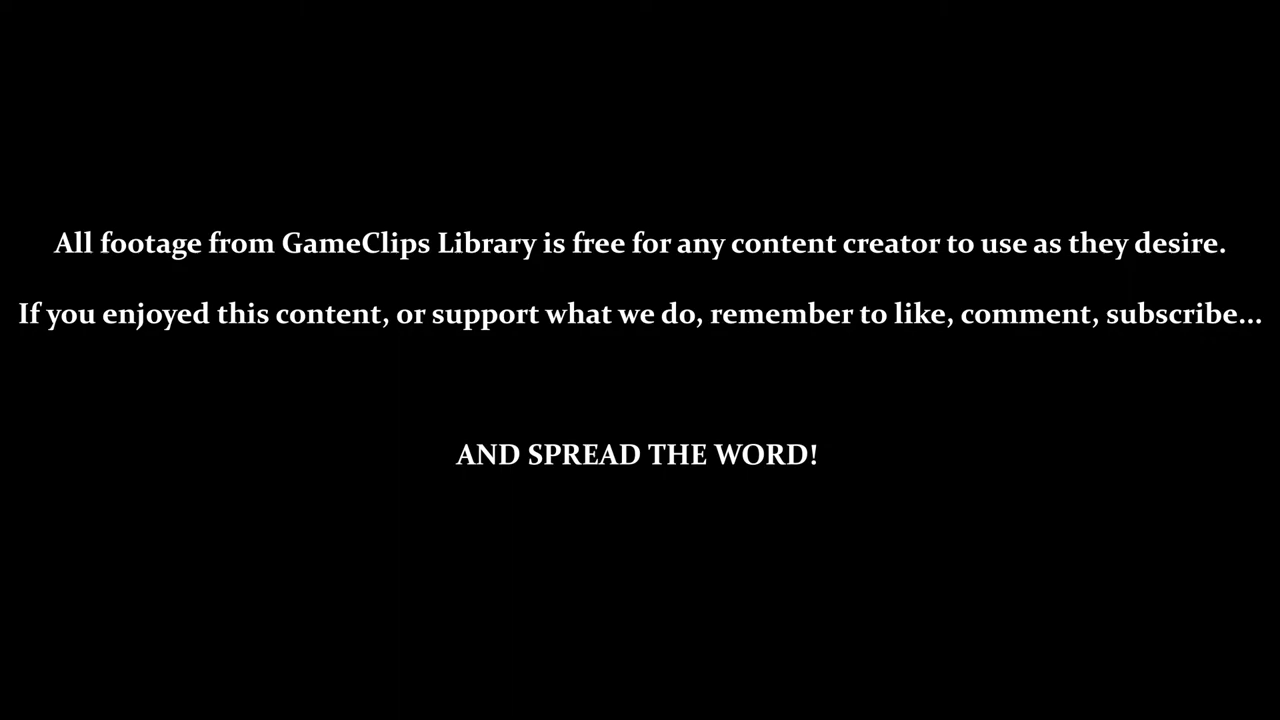 All footage from GameClips Library is free for any content creator to use as they desire.
If you enjoyed this content, or support what we do, remember to like, comment, subscribe...
AND SPREAD THE WORD!